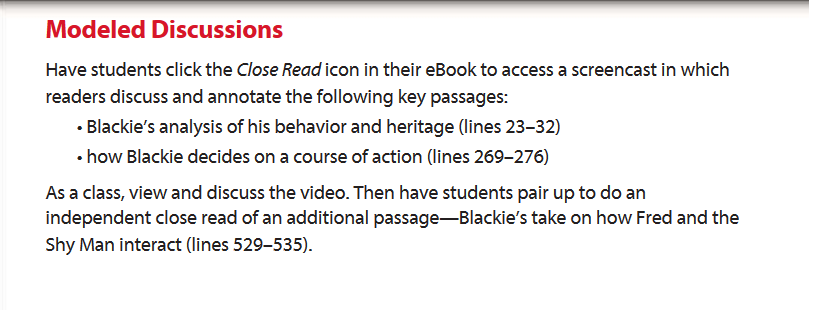 Modeled Discussions
Have students click the Close Read icon in their eBook to access a screencast in which
readers discuss and annotate the following key passages:
• Blackie’s analysis of his behavior and heritage (lines 23–32)
• how Blackie decides on a course of action (lines 269–276)
As a class, view and discuss the video. Then have students pair up to do an
independent close read of an additional passage—Blackie’s take on how Fred and the
Shy Man interact (lines 529–535).